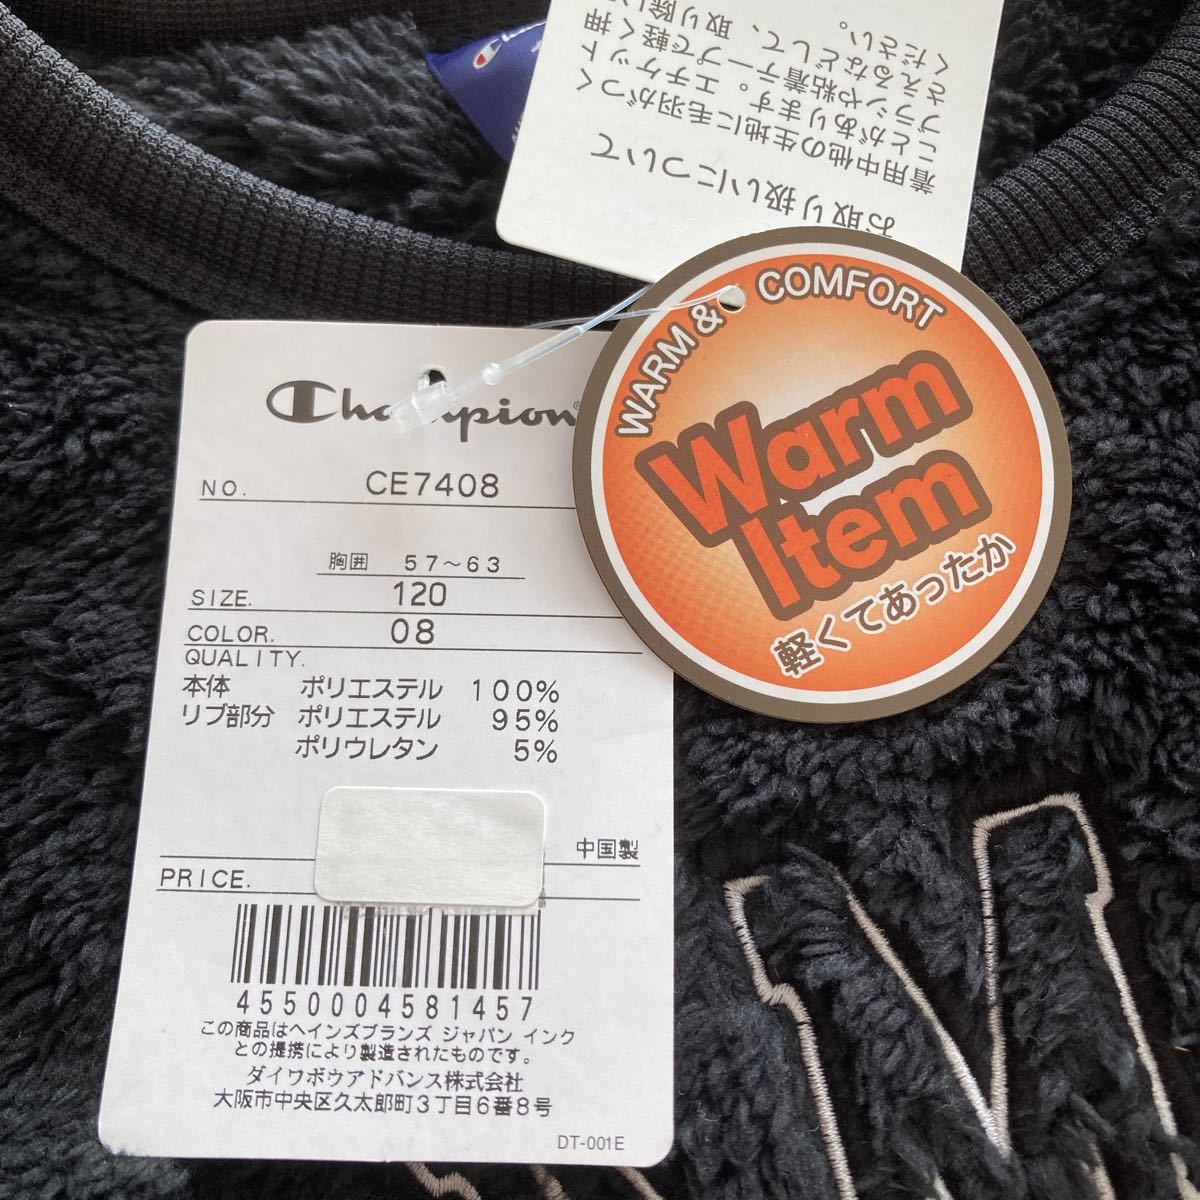 Champion
NO. CE7408
胸囲 57～63
SIZE. 120
COLOR. 08
QUALITY.
本体 ポリエステル 100%
リブ部分 ポリエステル 95%
ポリウレタン 5%
中国製
PRICE.
4550004581457
この商品はヘインズブランズ ジャパン インク
との提携により製造されたものです。
ダイワボウアドバンス株式会社
大阪市中央区久太郎町3丁目6番8号
DT-001E
WARM & COMFORT
Warm
Item
軽くてあったか
お取り扱いについて
着用中他の生地に毛羽がつく
ことがあります。エチケット
ブラシや粘着テープで軽く押
さえるなどして、取り除い
ください。